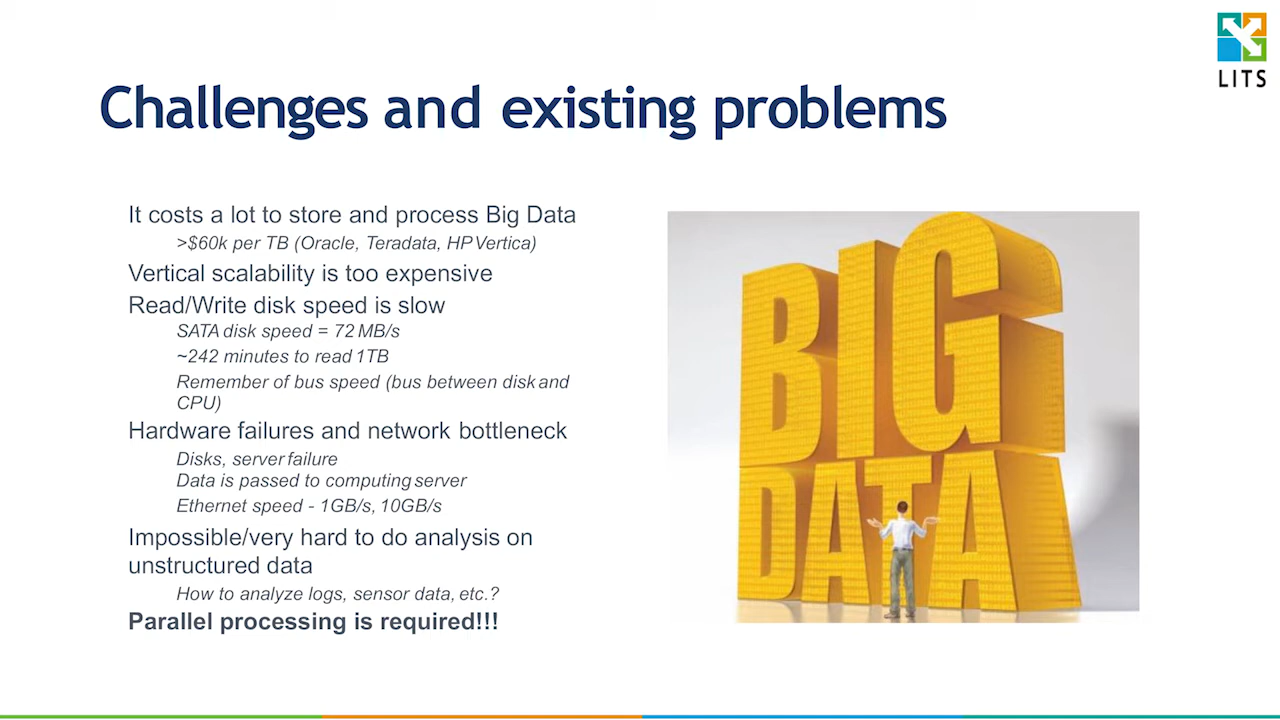 LITS
Challenges and existing problems
It costs a lot to store and process Big Data
>$60k per TB (Oracle, Teradata, HP Vertica)
Vertical scalability is too expensive
Read/Write disk speed is slow
SATA disk speed = 72 MB/s
~242 minutes to read 1TB
Remember of bus speed (bus between disk and
CPU)
Hardware failures and network bottleneck
Disks, server failure
Data is passed to computing server
Ethernet speed - 1GB/s, 10GB/s
Impossible/very hard to do analysis on
unstructured data
How to analyze logs, sensor data, etc.?
Parallel processing is required!!!
BIG
DATA